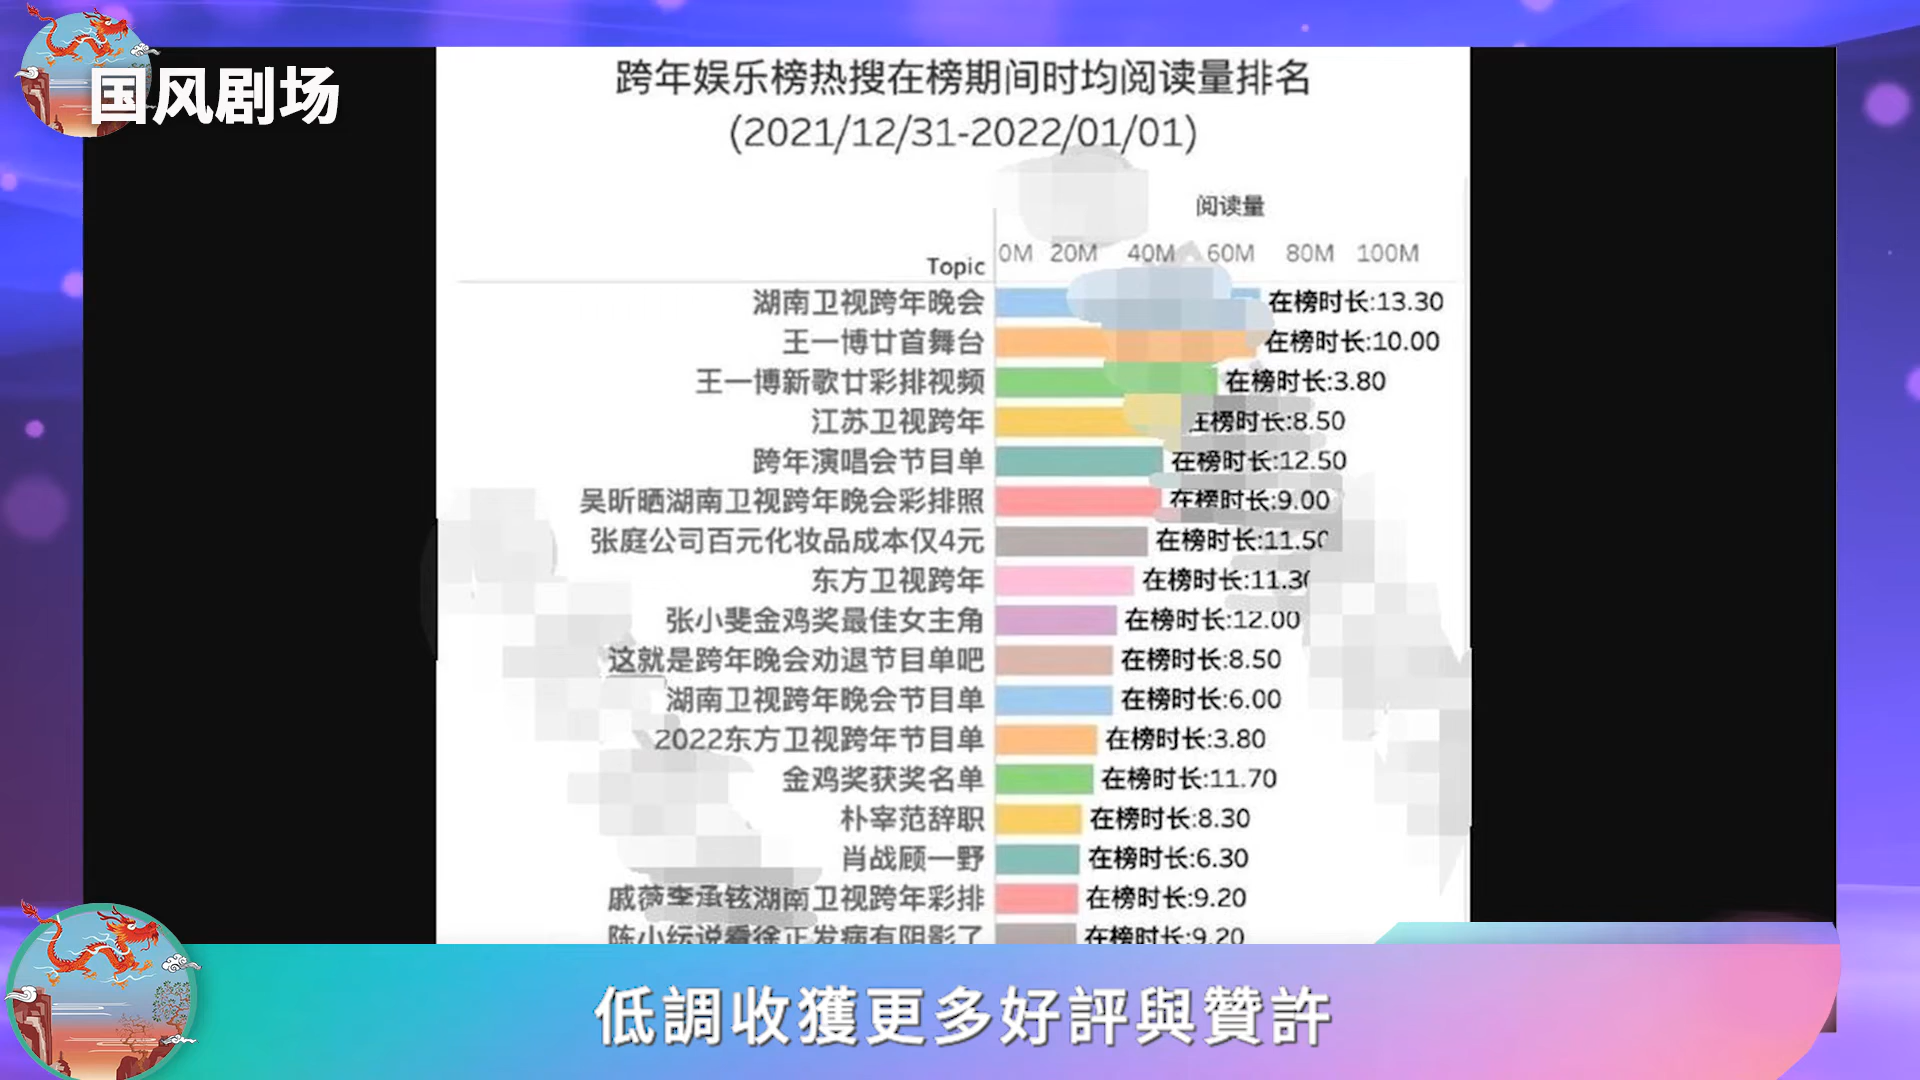 国风剧场
跨年娱乐榜热搜在榜期间时均阅读量排名
(2021/12/31-2022/01/01)
阅读量
Topic 0M 20M 40M 60M 80M 100M
湖南卫视跨年晚会 在榜时长:13.30
王一博廿首舞台 在榜时长:10.00
王一博新歌廿彩排视频 在榜时长:3.80
江苏卫视跨年 在榜时长:8.50
跨年演唱会节目单 在榜时长:12.50
吴昕晒湖南卫视跨年晚会彩排照 在榜时长:9.00
张庭公司百元化妆品成本仅4元 在榜时长:11.50
东方卫视跨年 在榜时长:11.30
张小斐金鸡奖最佳女主角 在榜时长:12.00
这就是跨年晚会劝退节目单吧 在榜时长:8.50
湖南卫视跨年晚会节目单 在榜时长:6.00
2022东方卫视跨年节目单 在榜时长:3.80
金鸡奖获奖名单 在榜时长:11.70
朴宰范辞职 在榜时长:8.30
肖战顾一野 在榜时长:6.30
戚薇李承铉湖南卫视跨年彩排 在榜时长:9.20
陈小纭说看徐正发病有阴影了 在榜时长:9.20
低調收獲更多好評與贊許